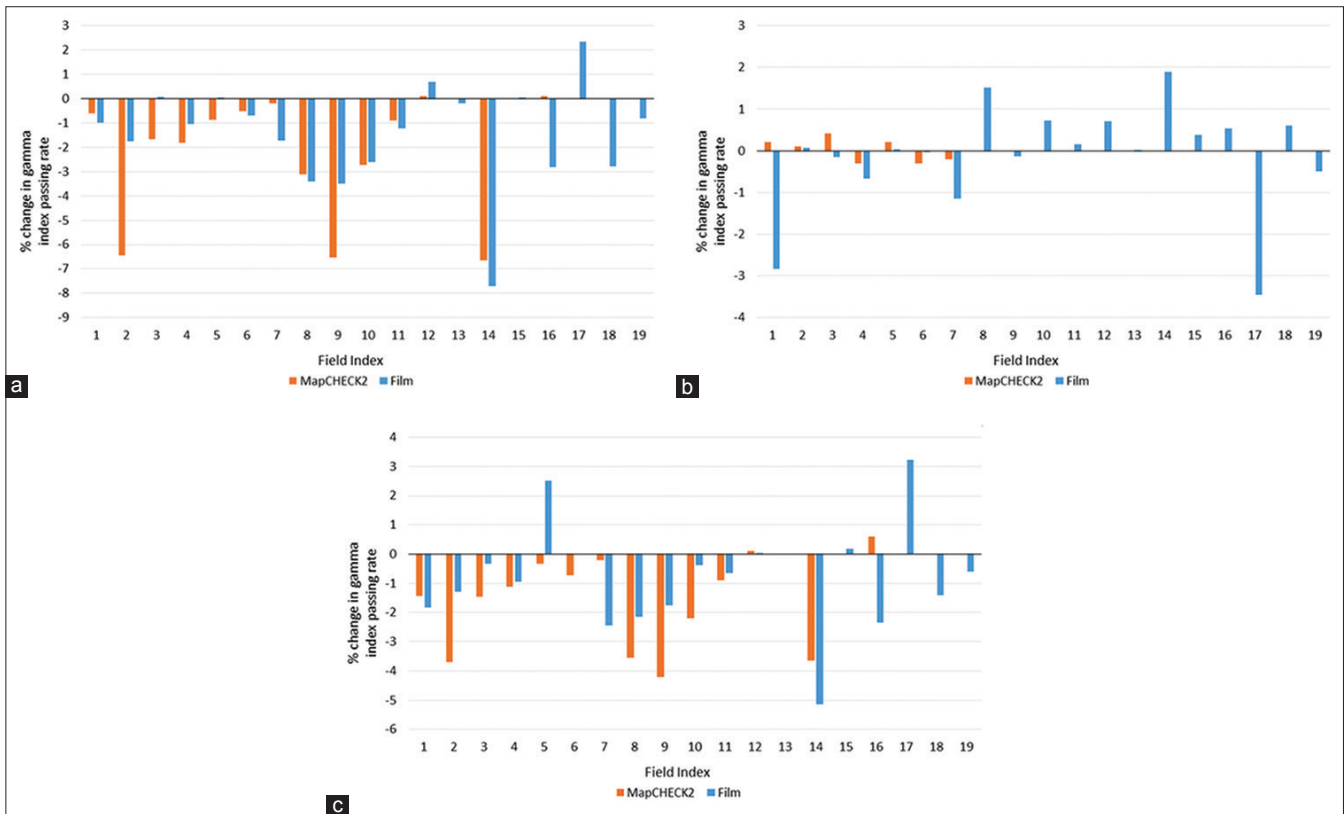 3
2
1
0
-1
-2
-3
-4
-5
-6
-7
-8
-9
% change in gamma
index passing rate
1 2 3 4 5 6 7 8 9 10 11 12 13 14 15 16 17 18 19
Field Index
MapCHECK2 Film
a
3
2
1
0
-1
-2
-3
-4
% change in gamma
index passing rate
1 2 3 4 5 6 7 8 9 10 11 12 13 14 15 16 17 18 19
Field Index
MapCHECK2 Film
b
4
3
2
1
0
-1
-2
-3
-4
-5
-6
% change in gamma
index passing rate
1 2 3 4 5 6 7 8 9 10 11 12 13 14 15 16 17 18 19
Field Index
MapCHECK2 Film
c